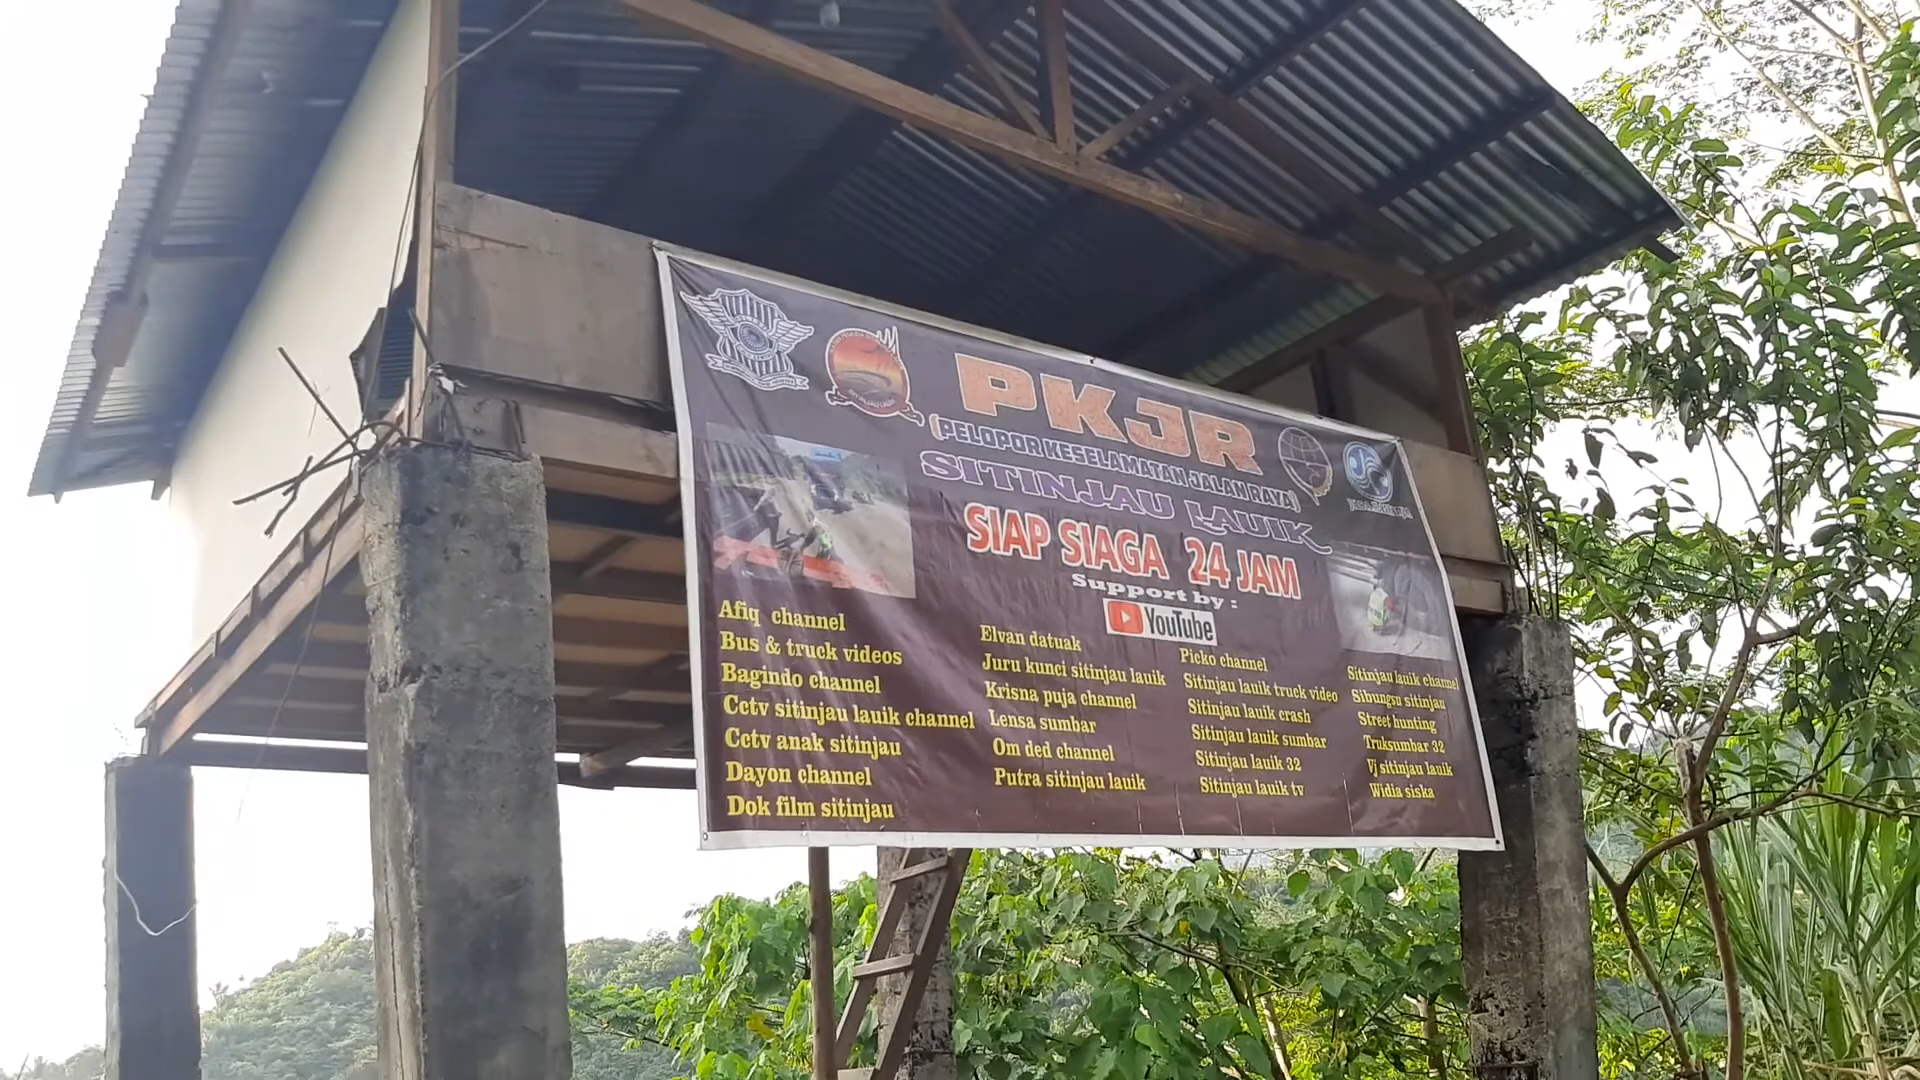 PKJR
(PELOPOR KESELAMATAN JALAN RAYA)
SITINJAU LAUIK
SIAP SIAGA 24 JAM
Support by :
YouTube
Afiq channel
Bus & truck videos
Bagindo channel
Cctv sitinjau lauik channel
Cctv anak sitinjau
Dayon channel
Dok film sitinjau
Elvan datuak
Juru kunci sitinjau lauik
Krisna puja channel
Lensa sumbar
Om ded channel
Putra sitinjau lauik
Picko channel
Sitinjau lauik truck video
Sitinjau lauik crash
Sitinjau lauik sumbar
Sitinjau lauik 32
Sitinjau lauik tv
Sitinjau lauik channel
Sibungsu sitinjau
Street hunting
Truksumbar 32
Vj sitinjau lauik
Widia siska